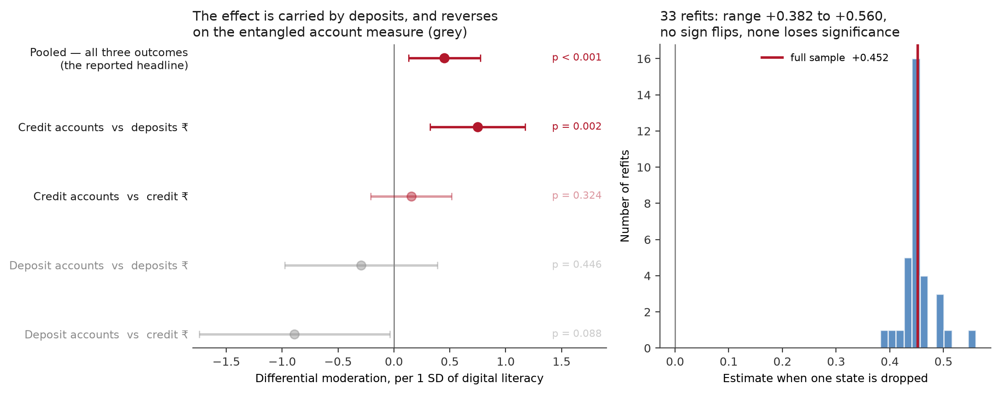 The effect is carried by deposits, and reverses
on the entangled account measure (grey)
Pooled — all three outcomes
(the reported headline)
p < 0.001
Credit accounts  vs  deposits ₹
p = 0.002
Credit accounts  vs  credit ₹
p = 0.324
Deposit accounts  vs  deposits ₹
p = 0.446
Deposit accounts  vs  credit ₹
p = 0.088
−1.5 −1.0 −0.5 0.0 0.5 1.0 1.5
Differential moderation, per 1 SD of digital literacy
33 refits: range +0.382 to +0.560,
no sign flips, none loses significance
full sample  +0.452
Number of refits
16
14
12
10
8
6
4
2
0
0.0 0.1 0.2 0.3 0.4 0.5
Estimate when one state is dropped